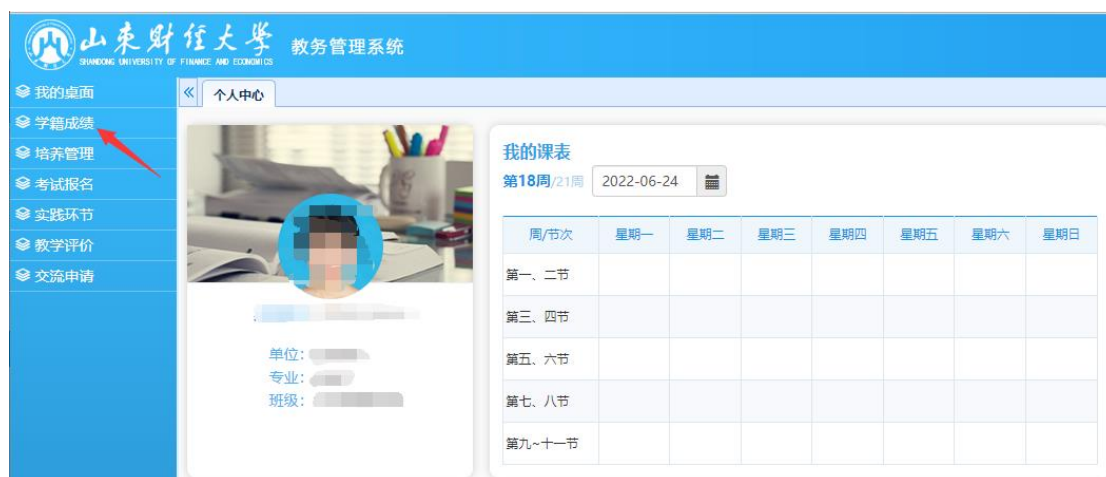 山东财经大学 教务管理系统
SHANDONG UNIVERSITY OF FINANCE AND ECONOMICS
我的桌面
学籍成绩
培养管理
考试报名
实践环节
教学评价
交流申请
个人中心
单位：
专业：
班级：
我的课表
第18周/21周 2022-06-24
周/节次 星期一 星期二 星期三 星期四 星期五 星期六 星期日
第一、二节
第三、四节
第五、六节
第七、八节
第九~十一节